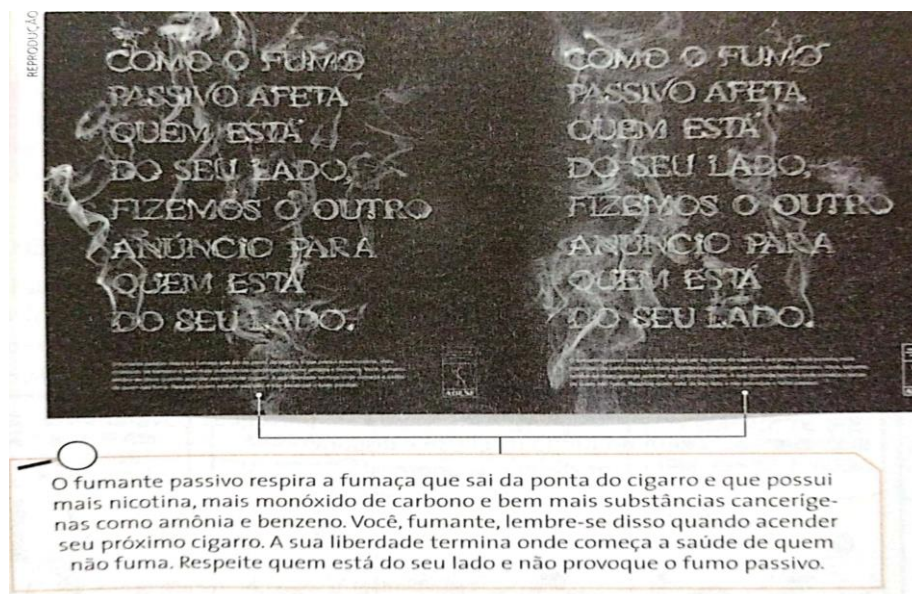 REPRODUÇÃO
COMO O FUMO
PASSIVO AFETA
QUEM ESTÁ
DO SEU LADO,
FIZEMOS O OUTRO
ANÚNCIO PARA
QUEM ESTÁ
DO SEU LADO.
COMO O FUMO
PASSIVO AFETA
QUEM ESTÁ
DO SEU LADO,
FIZEMOS O OUTRO
ANÚNCIO PARA
QUEM ESTÁ
DO SEU LADO.
O fumante passivo respira a fumaça que sai da ponta do cigarro e que possui
mais nicotina, mais monóxido de carbono e bem mais substâncias canceríge-
nas como amônia e benzeno. Você, fumante, lembre-se disso quando acender
seu próximo cigarro. A sua liberdade termina onde começa a saúde de quem
não fuma. Respeite quem está do seu lado e não provoque o fumo passivo.